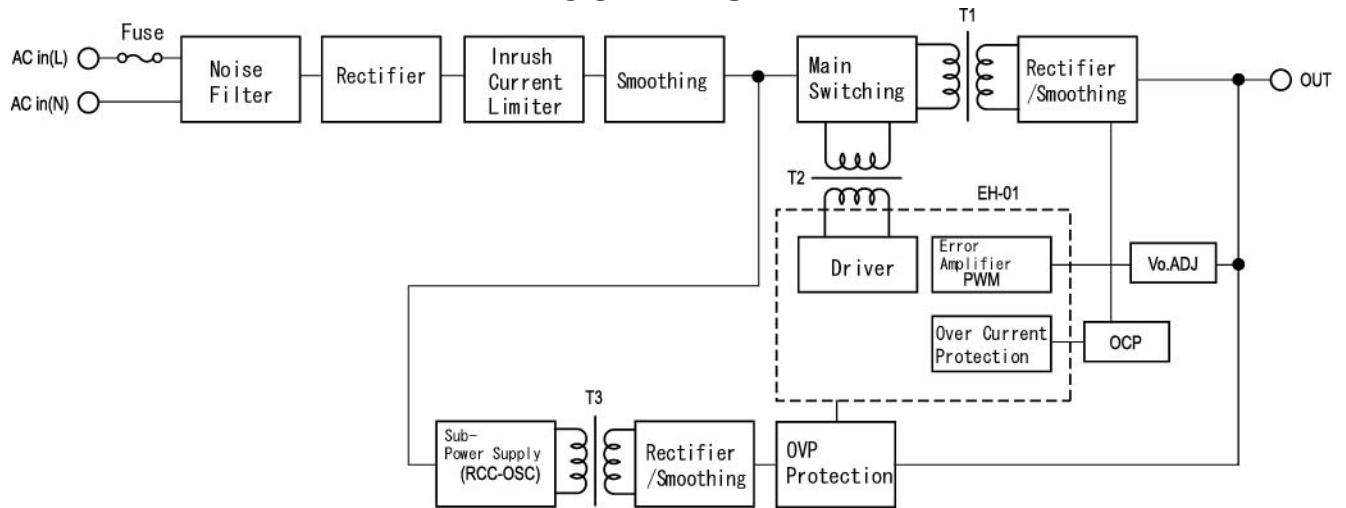 T1
Fuse
AC in(L)
AC in(N)
Noise
Filter
Rectifier
Inrush
Current
Limiter
Smoothing
Main
Switching
Rectifier
/Smoothing
OUT
T2
EH-01
Driver
Error
Amplifier
PWM
Vo.ADJ
Over Current
Protection
OCP
T3
Sub-
Power Supply
(RCC-OSC)
Rectifier
/Smoothing
OVP
Protection